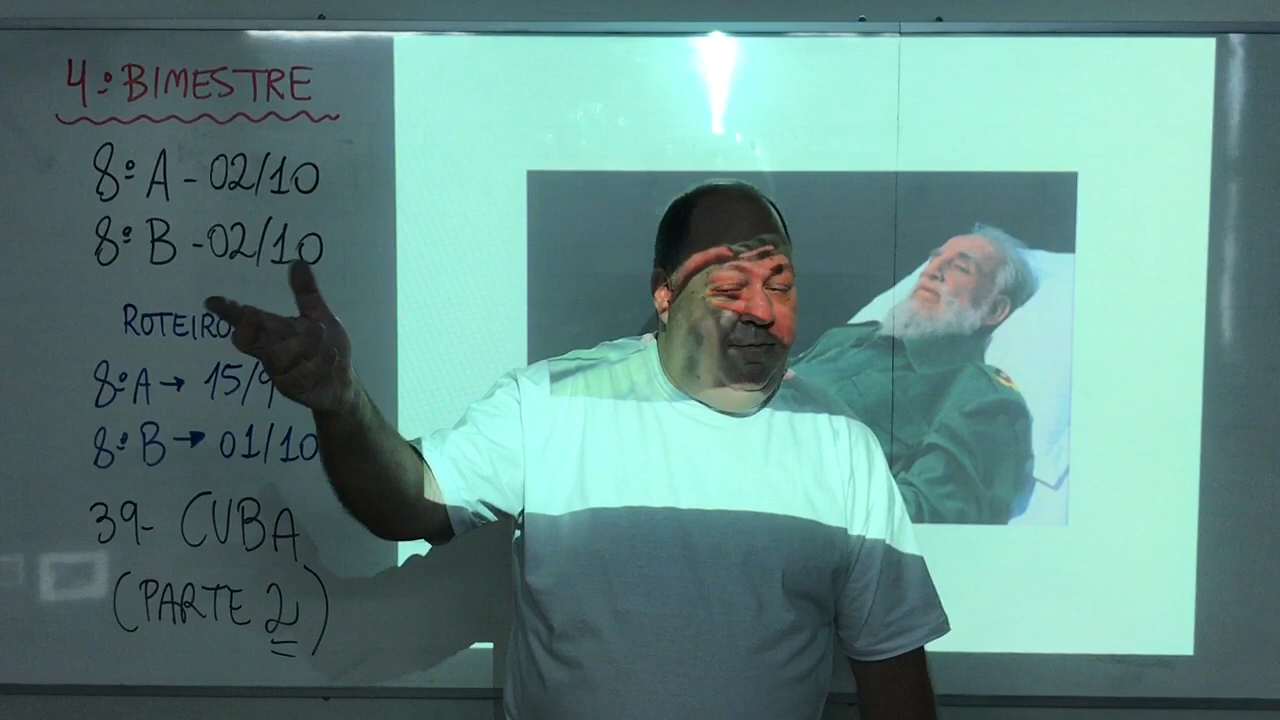 4º BIMESTRE
8º A - 02/10
8º B - 02/10
ROTEIRO
8º A → 15/9
8º B → 01/10
39- CUBA
(PARTE 2)